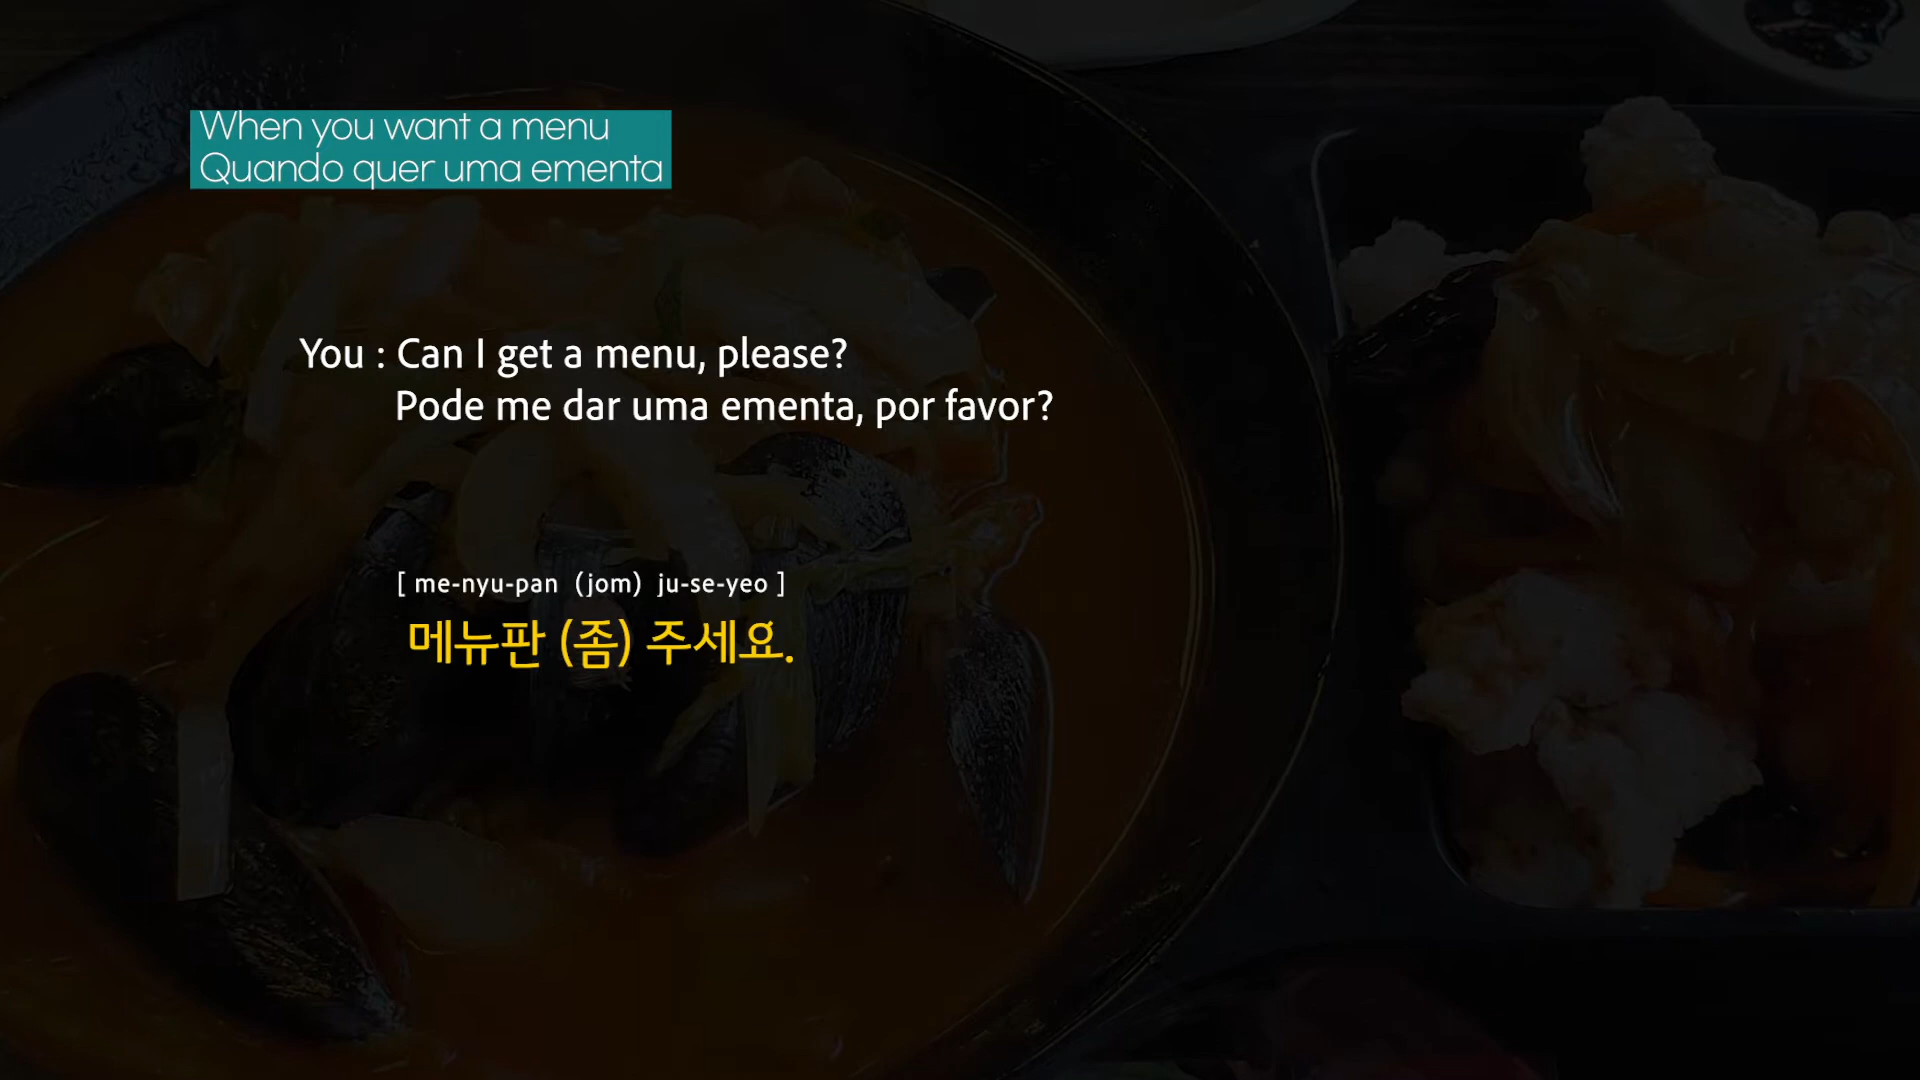 When you want a menu
Quando quer uma ementa
You : Can I get a menu, please?
Pode me dar uma ementa, por favor?
[ me-nyu-pan (jom) ju-se-yeo ]
메뉴판 (좀) 주세요.